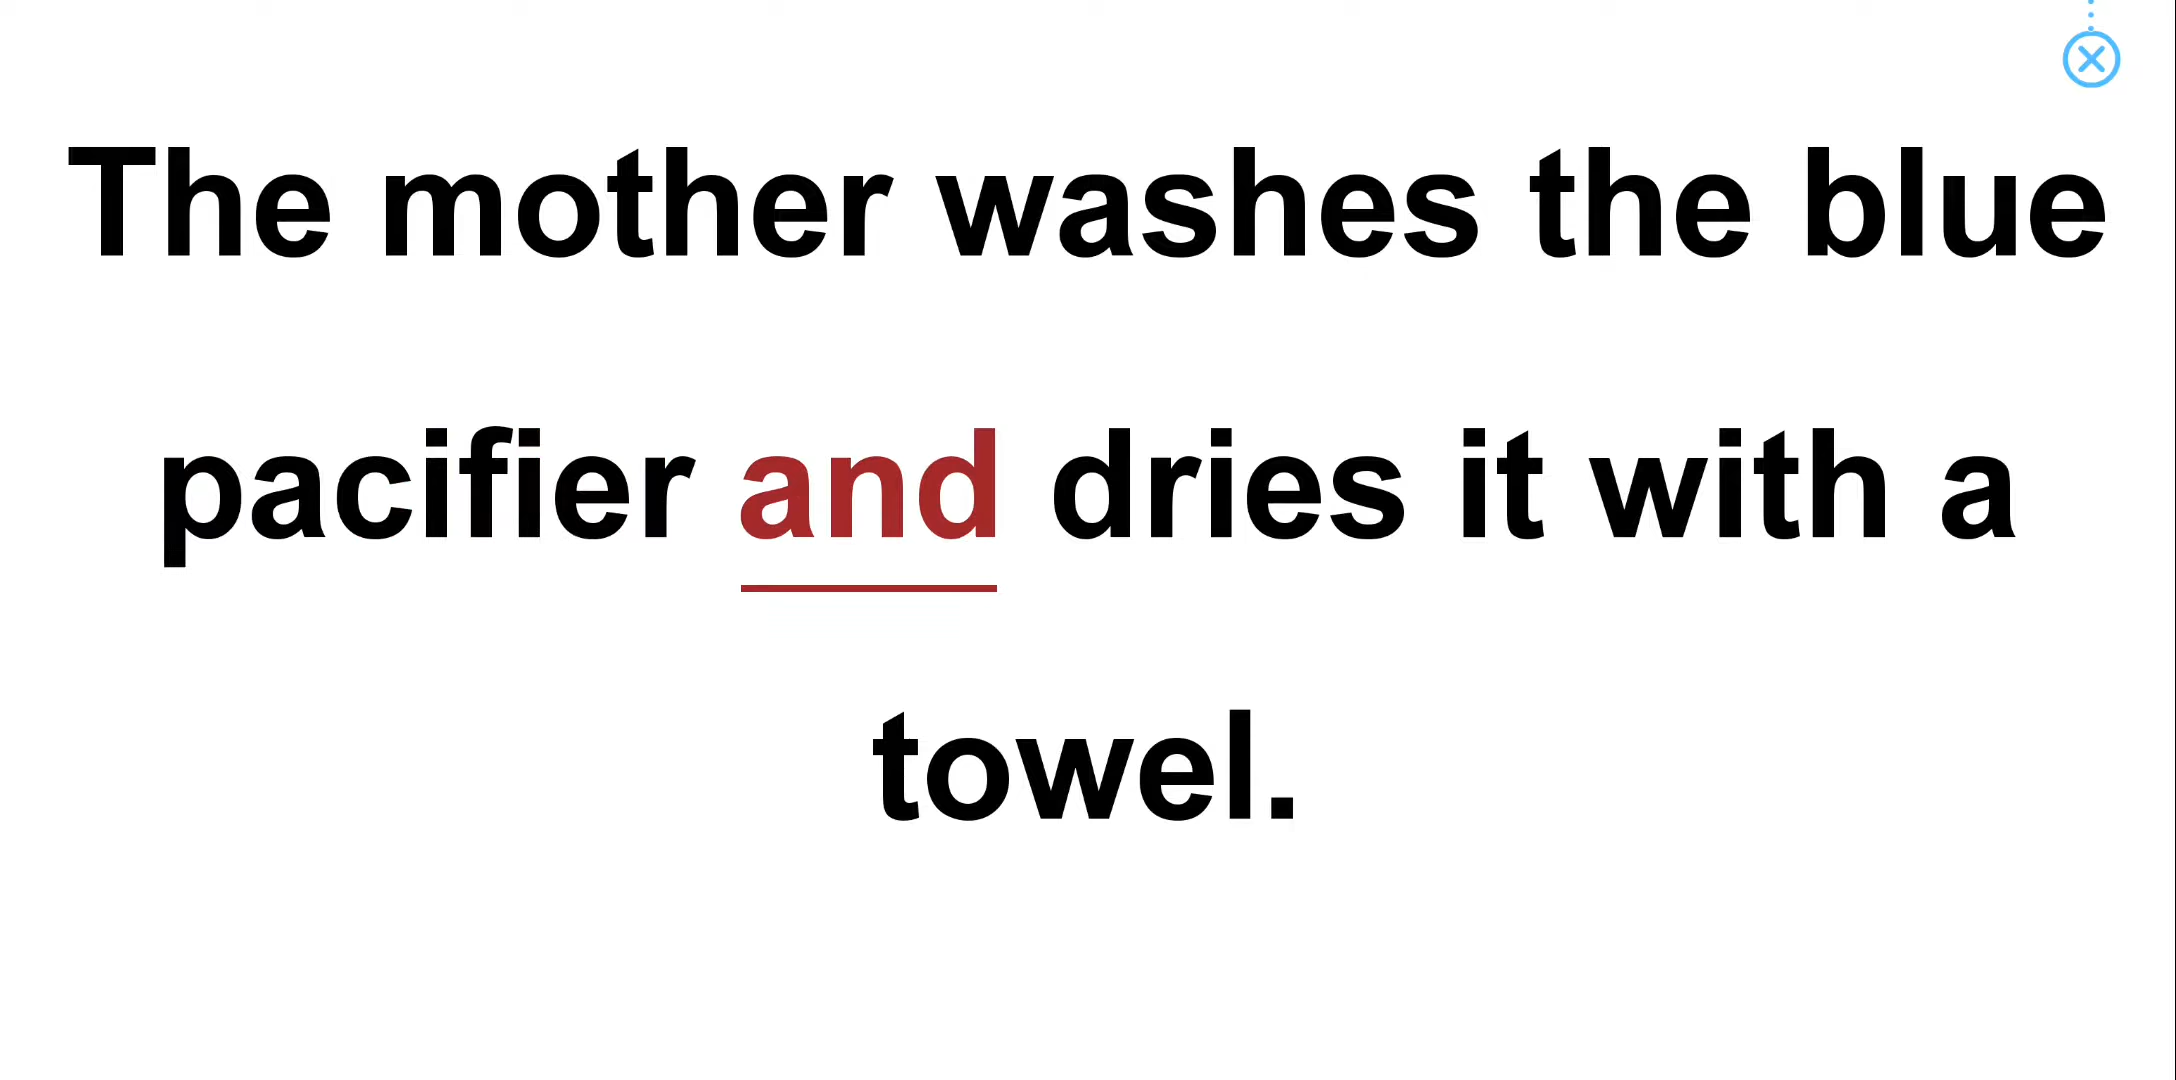 The mother washes the blue
pacifier and dries it with a
towel.